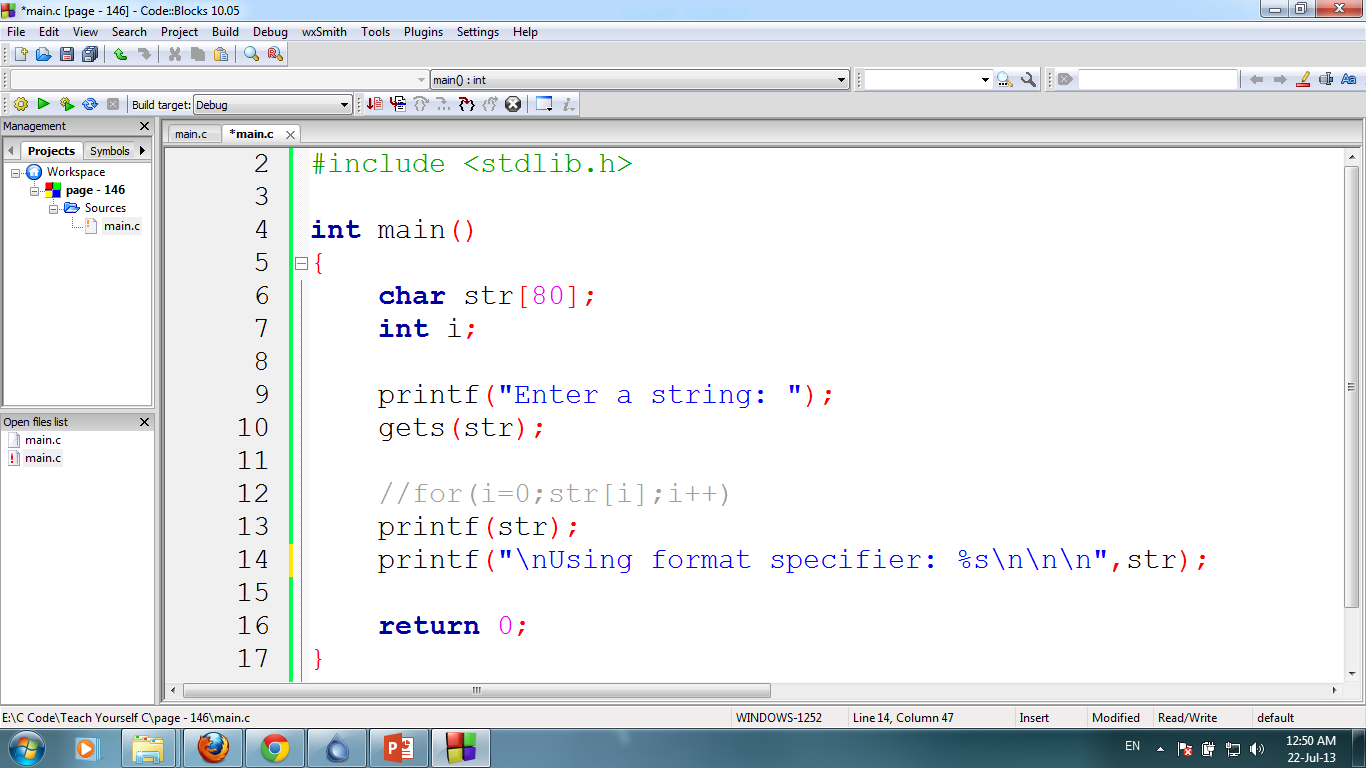 *main.c [page - 146] - Code::Blocks 10.05
File Edit View Search Project Build Debug wxSmith Tools Plugins Settings Help
main() : int
Build target: Debug
Management
Projects Symbols
Workspace
page - 146
Sources
main.c
Open files list
main.c
main.c
main.c *main.c
2 #include <stdlib.h>
3
4 int main()
5 {
6 char str[80];
7 int i;
8
9 printf("Enter a string: ");
10 gets(str);
11
12 //for(i=0;str[i];i++)
13 printf(str);
14 printf("\nUsing format specifier: %s\n\n\n",str);
15
16 return 0;
17 }
E:\C Code\Teach Yourself C\page - 146\main.c WINDOWS-1252 Line 14, Column 47 Insert Modified Read/Write default
EN 12:50 AM
22-Jul-13